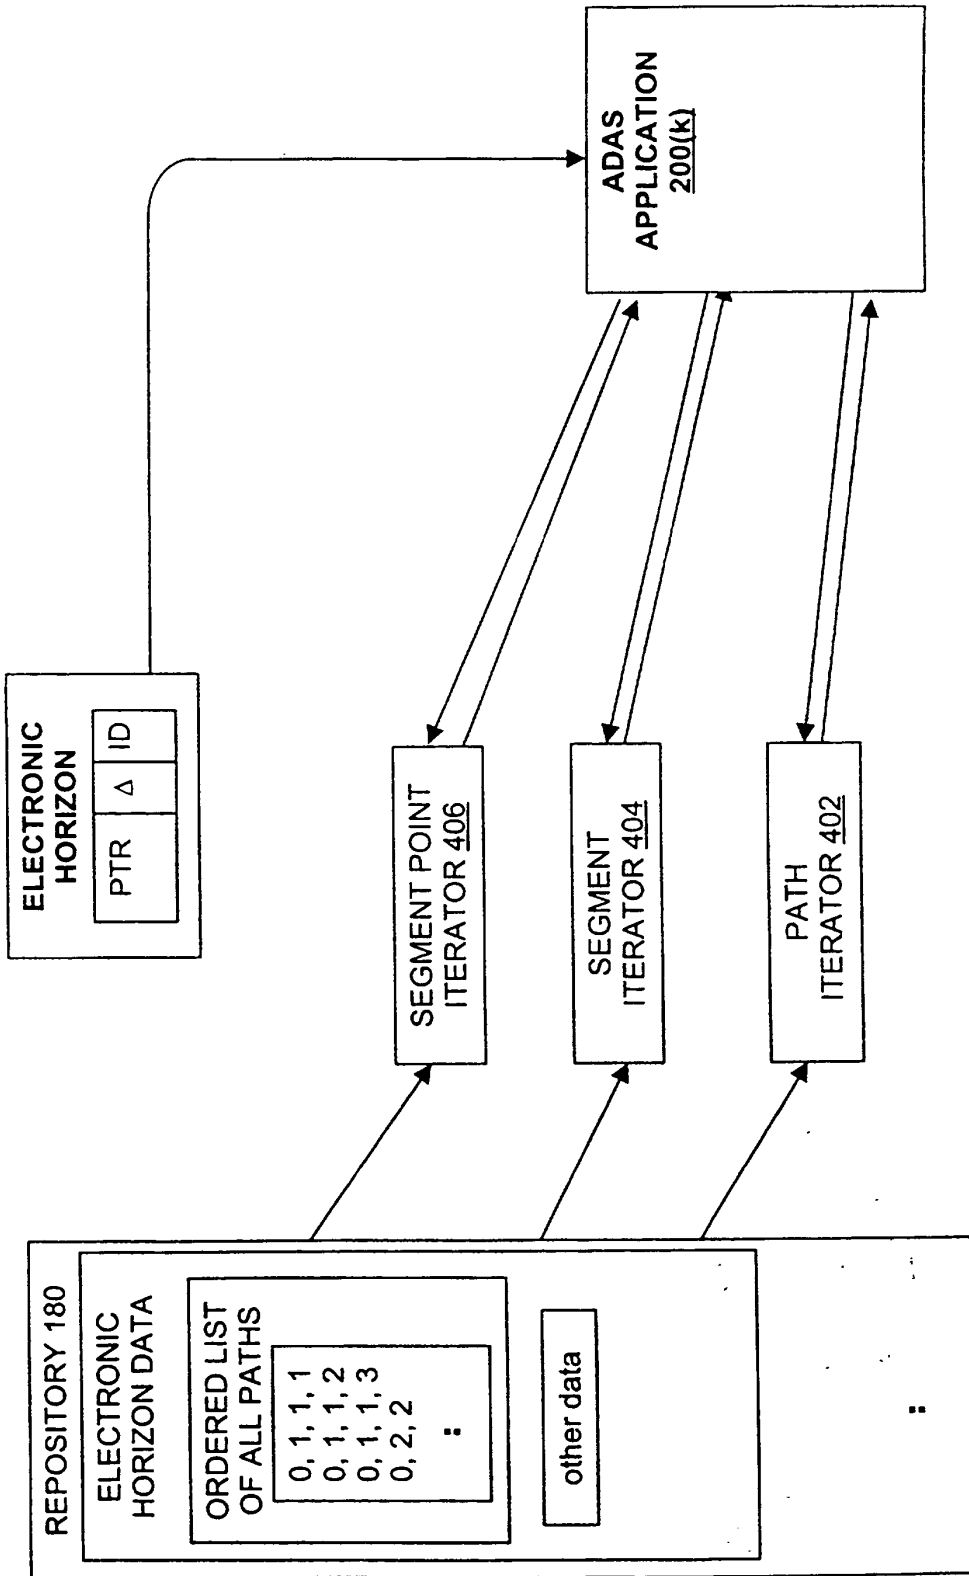 REPOSITORY 180
ELECTRONIC
HORIZON DATA
ORDERED LIST
OF ALL PATHS
0, 1, 1, 1
0, 1, 1, 2
0, 1, 1, 3
0, 2, 2
:
other data
:
ELECTRONIC
HORIZON
PTR Δ ID
SEGMENT POINT
ITERATOR 406
SEGMENT
ITERATOR 404
PATH
ITERATOR 402
ADAS
APPLICATION
200(k)